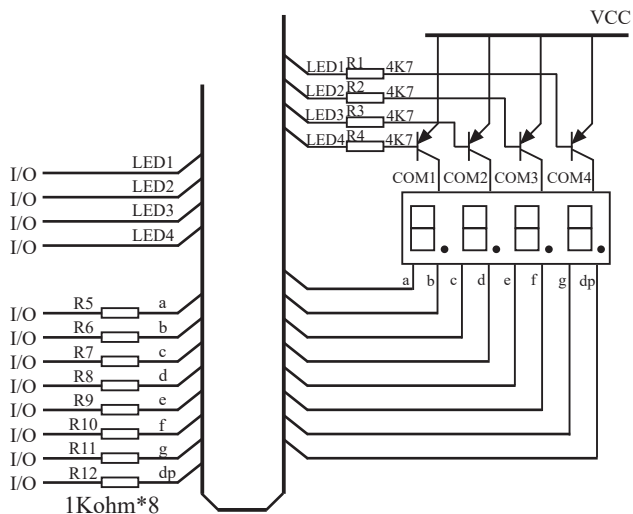 VCC
LED1 R1 4K7
LED2 R2 4K7
LED3 R3 4K7
LED4 R4 4K7
COM1 COM2 COM3 COM4
a b c d e f g dp
I/O LED1
I/O LED2
I/O LED3
I/O LED4
I/O R5 a
I/O R6 b
I/O R7 c
I/O R8 d
I/O R9 e
I/O R10 f
I/O R11 g
I/O R12 dp
1Kohm*8